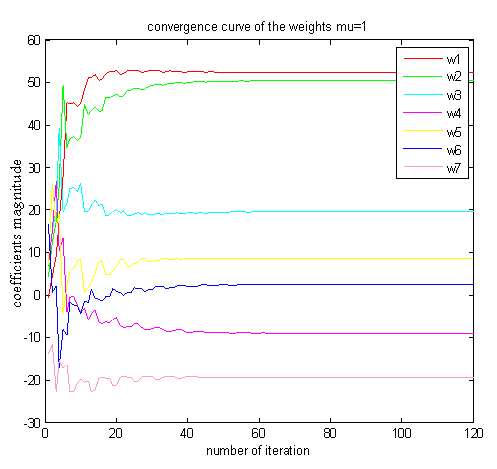 convergence curve of the weights mu=1
60
50
40
30
20
10
0
-10
-20
-30
coefficients magnitude
w1
w2
w3
w4
w5
w6
w7
0 20 40 60 80 100 120
number of iteration